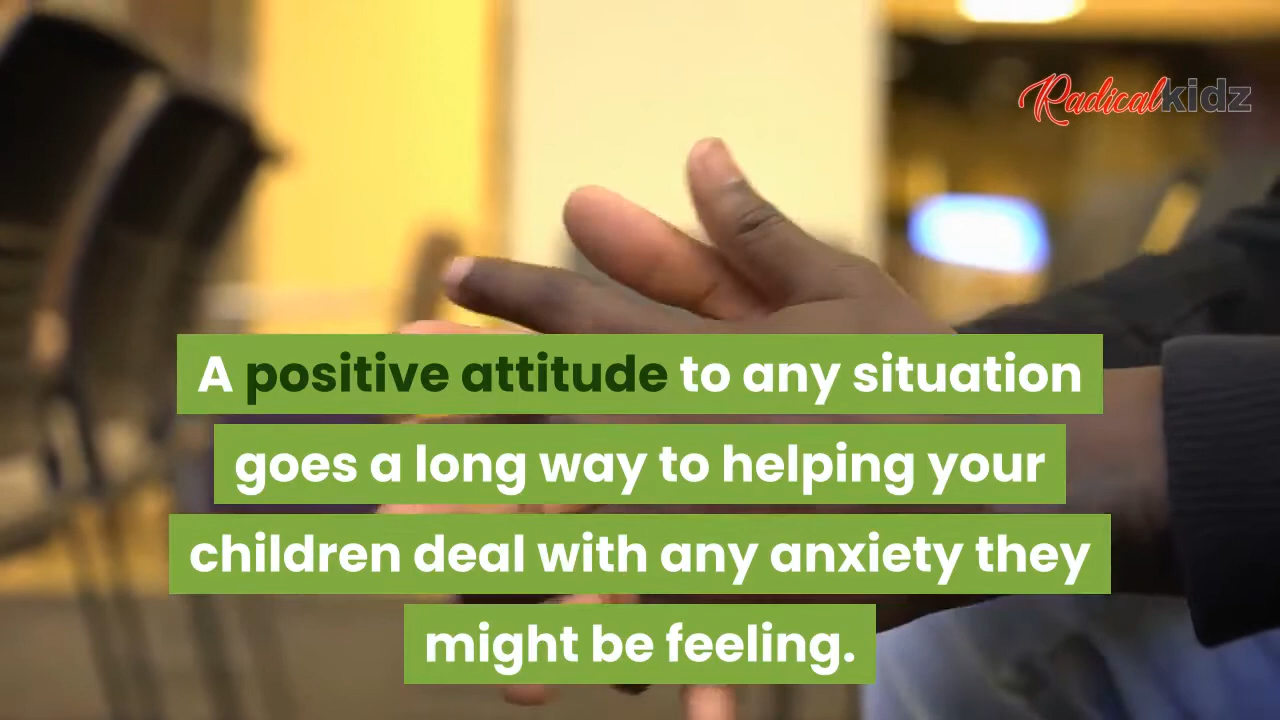 Radicalkidz
A positive attitude to any situation
goes a long way to helping your
children deal with any anxiety they
might be feeling.